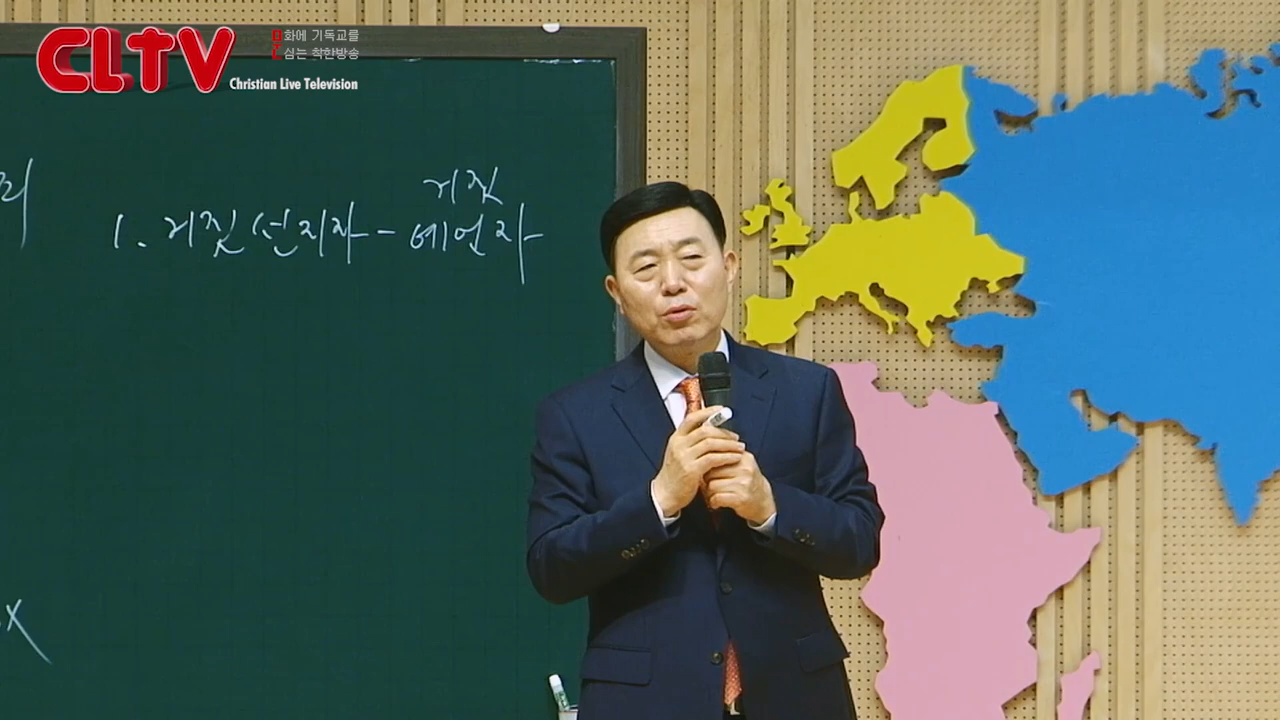 CLTV
문화에 기독교를
심는 착한방송
Christian Live Television
리
거짓
1. 거짓 선지자 - 예언자
x